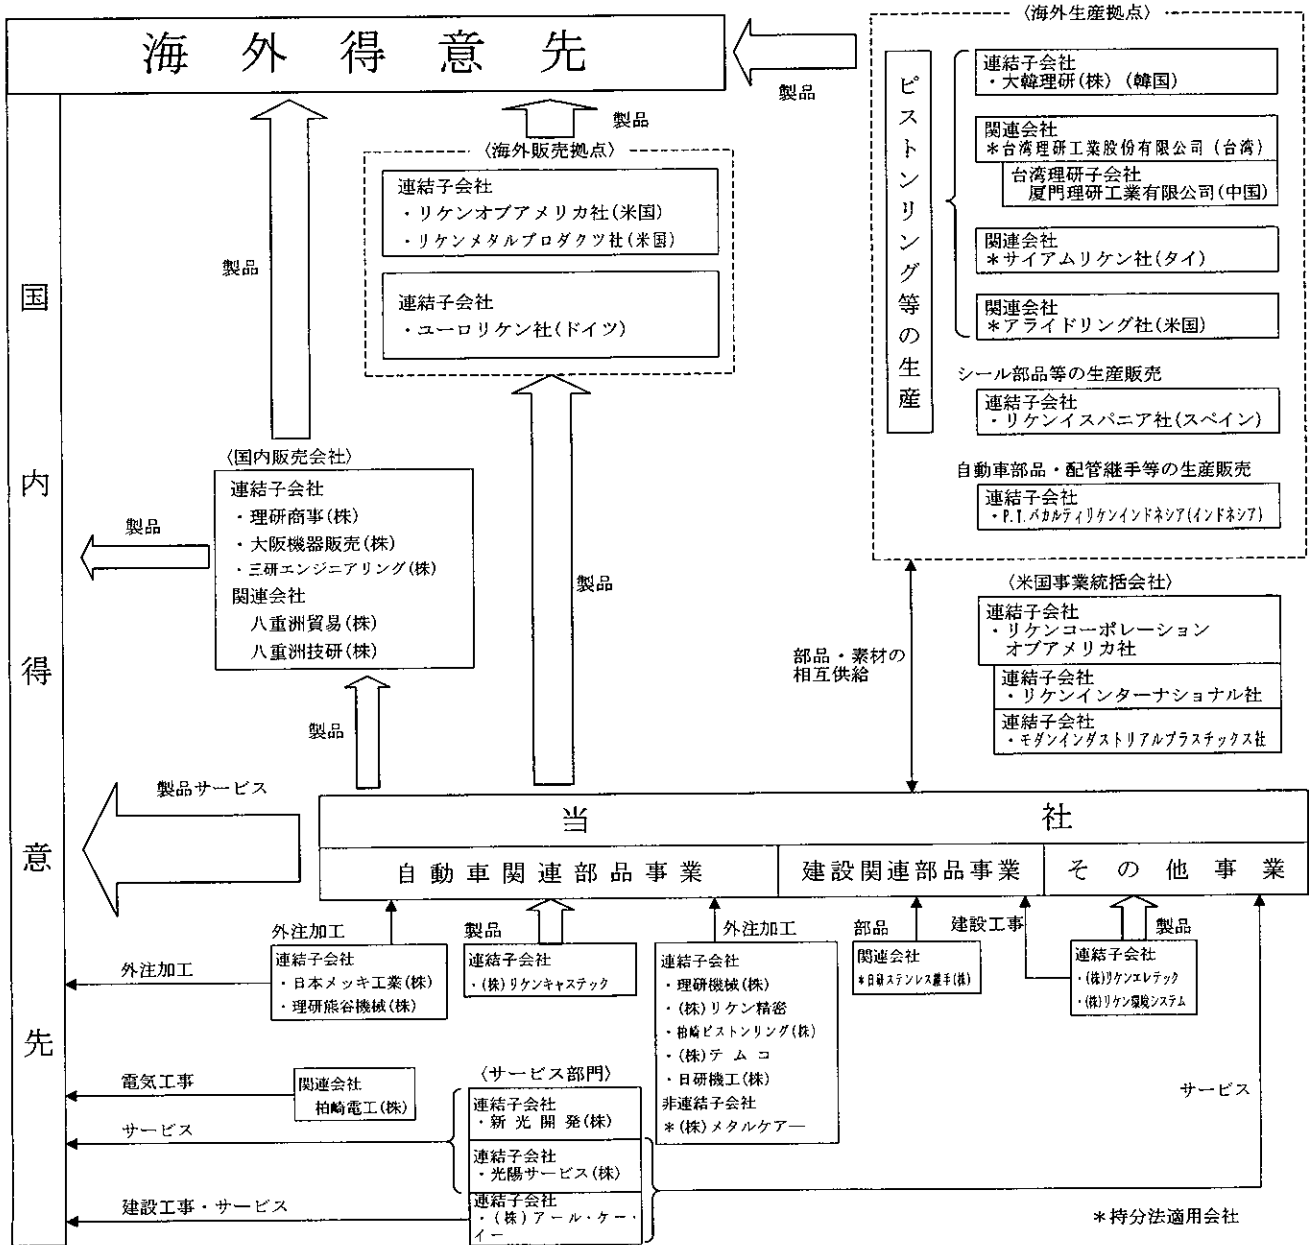 海外得意先
製品
製品
〈海外生産拠点〉
ピストンリング等の生産
連結子会社
・大韓理研(株)(韓国)
関連会社
*台湾理研工業股份有限公司(台湾)
台湾理研子会社
厦門理研工業有限公司(中国)
関連会社
*サイアムリケン社(タイ)
関連会社
*アライドリング社(米国)
シール部品等の生産販売
連結子会社
・リケンイスパニア社(スペイン)
自動車部品・配管継手等の生産販売
連結子会社
・P.T.パカルティリケンインドネシア(インドネシア)
〈海外販売拠点〉
連結子会社
・リケンオブアメリカ社(米国)
・リケンメタルプロダクツ社(米国)
連結子会社
・ユーロリケン社(ドイツ)
製品
国内得意先
〈国内販売会社〉
連結子会社
・理研商事(株)
・大阪機器販売(株)
・三研エンジニアリング(株)
関連会社
八重洲貿易(株)
八重洲技研(株)
製品
製品
部品・素材の
相互供給
〈米国事業統括会社〉
連結子会社
・リケンコーポレーション
オブアメリカ社
連結子会社
・リケンインターナショナル社
連結子会社
・モダンインダストリアルプラスチックス社
製品
製品サービス
当社
自動車関連部品事業
建設関連部品事業
その他事業
外注加工
連結子会社
・日本メッキ工業(株)
・理研熊谷機械(株)
外注加工
製品
連結子会社
・(株)リケンキャステック
外注加工
連結子会社
・理研機械(株)
・(株)リケン精密
・柏崎ピストンリング(株)
・(株)テムコ
・日研機工(株)
非連結子会社
*(株)メタルケアー
部品
関連会社
*日研ステンレス継手(株)
建設工事
製品
連結子会社
・(株)リケンエレテック
・(株)リケン環境システム
電気工事
関連会社
柏崎電工(株)
〈サービス部門〉
連結子会社
・新光開発(株)
サービス
連結子会社
・光陽サービス(株)
建設工事・サービス
連結子会社
・(株)アール・ケー・
イー
サービス
*持分法適用会社